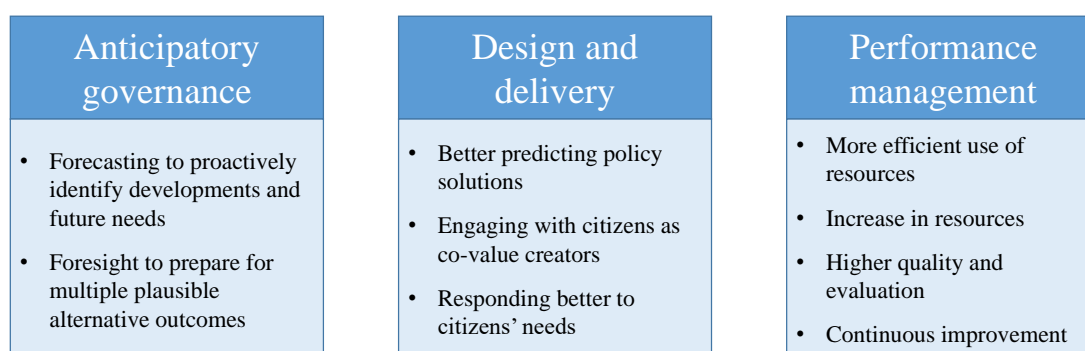 Anticipatory
governance
• Forecasting to proactively
identify developments and
future needs
• Foresight to prepare for
multiple plausible
alternative outcomes
Design and
delivery
• Better predicting policy
solutions
• Engaging with citizens as
co-value creators
• Responding better to
citizens’ needs
Performance
management
• More efficient use of
resources
• Increase in resources
• Higher quality and
evaluation
• Continuous improvement